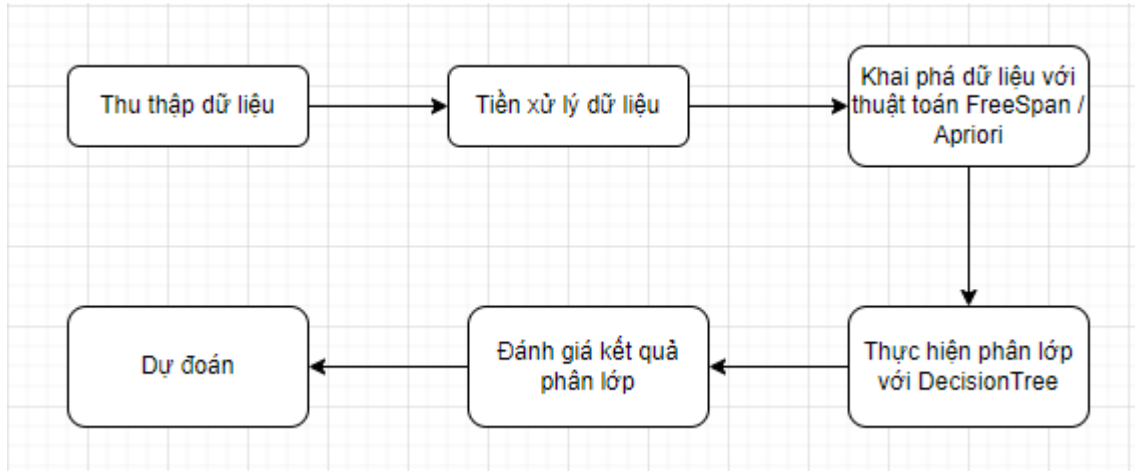 Thu thập dữ liệu
Tiền xử lý dữ liệu
Khai phá dữ liệu với
thuật toán FreeSpan /
Apriori
Thực hiện phân lớp
với DecisionTree
Đánh giá kết quả
phân lớp
Dự đoán